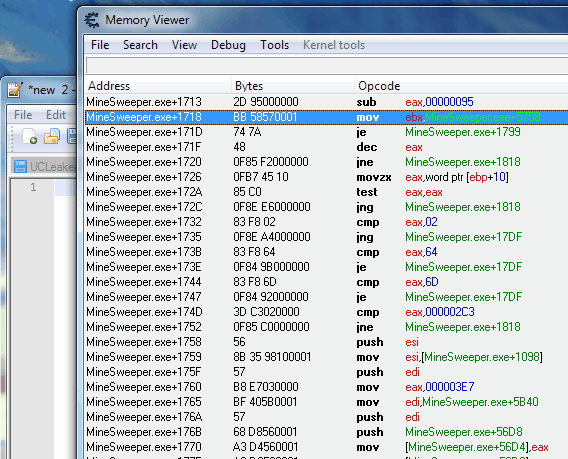 Memory Viewer
File Search View Debug Tools Kernel tools
*new 2 -
File Edit
UCLeake
1
Address Bytes Opcode
MineSweeper.exe+1713 2D 95000000 sub eax,00000095
MineSweeper.exe+1718 BB 58570001 mov ebx,MineSweeper.exe+5758
MineSweeper.exe+171D 74 7A je MineSweeper.exe+1799
MineSweeper.exe+171F 48 dec eax
MineSweeper.exe+1720 0F85 F2000000 jne MineSweeper.exe+1818
MineSweeper.exe+1726 0FB7 45 10 movzx eax,word ptr [ebp+10]
MineSweeper.exe+172A 85 C0 test eax,eax
MineSweeper.exe+172C 0F8E E6000000 jng MineSweeper.exe+1818
MineSweeper.exe+1732 83 F8 02 cmp eax,02
MineSweeper.exe+1735 0F8E A4000000 jng MineSweeper.exe+17DF
MineSweeper.exe+173B 83 F8 64 cmp eax,64
MineSweeper.exe+173E 0F84 9B000000 je MineSweeper.exe+17DF
MineSweeper.exe+1744 83 F8 6D cmp eax,6D
MineSweeper.exe+1747 0F84 92000000 je MineSweeper.exe+17DF
MineSweeper.exe+174D 3D C3020000 cmp eax,000002C3
MineSweeper.exe+1752 0F85 C0000000 jne MineSweeper.exe+1818
MineSweeper.exe+1758 56 push esi
MineSweeper.exe+1759 8B 35 98100001 mov esi,[MineSweeper.exe+1098]
MineSweeper.exe+175F 57 push edi
MineSweeper.exe+1760 B8 E7030000 mov eax,000003E7
MineSweeper.exe+1765 BF 405B0001 mov edi,MineSweeper.exe+5B40
MineSweeper.exe+176A 57 push edi
MineSweeper.exe+176B 68 D8560001 push MineSweeper.exe+56D8
MineSweeper.exe+1770 A3 D4560001 mov [MineSweeper.exe+56D4],eax